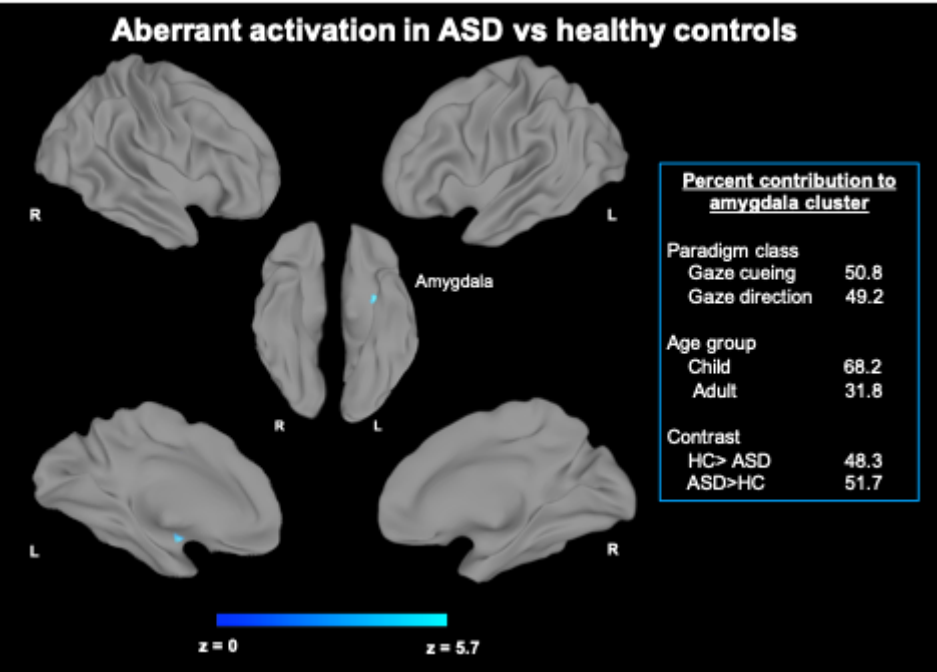 Aberrant activation in ASD vs healthy controls
R
L
Amygdala
R
L
L
R
z = 0
z = 5.7
Percent contribution to
amygdala cluster
Paradigm class
Gaze cueing 50.8
Gaze direction 49.2
Age group
Child 68.2
Adult 31.8
Contrast
HC> ASD 48.3
ASD>HC 51.7